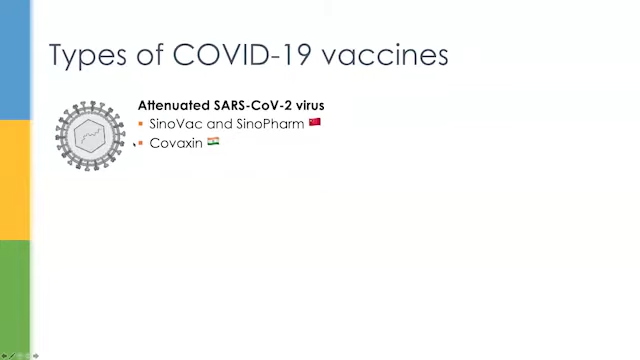 Types of COVID-19 vaccines
Attenuated SARS-CoV-2 virus
▪ SinoVac and SinoPharm 🇨🇳
▪ Covaxin 🇮🇳